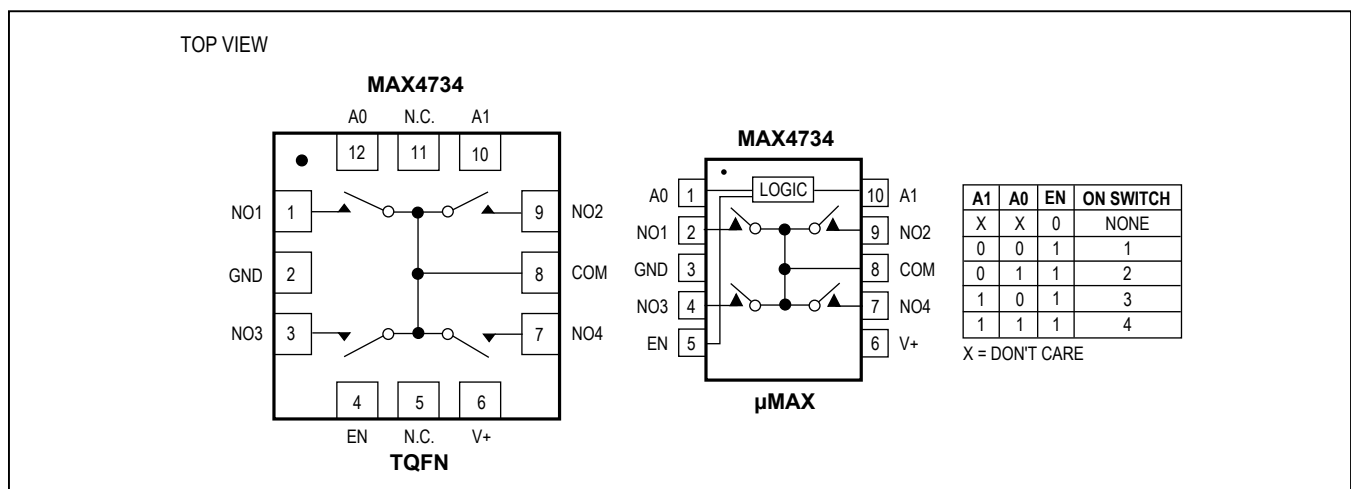 TOP VIEW
MAX4734
A0 N.C. A1
12 11 10
NO1 1 9 NO2
GND 2 8 COM
NO3 3 7 NO4
4 5 6
EN N.C. V+
TQFN
MAX4734
LOGIC
A0 1 10 A1
NO1 2 9 NO2
GND 3 8 COM
NO3 4 7 NO4
EN 5 6 V+
µMAX
A1 A0 EN ON SWITCH
X X 0 NONE
0 0 1 1
0 1 1 2
1 0 1 3
1 1 1 4
X = DON'T CARE